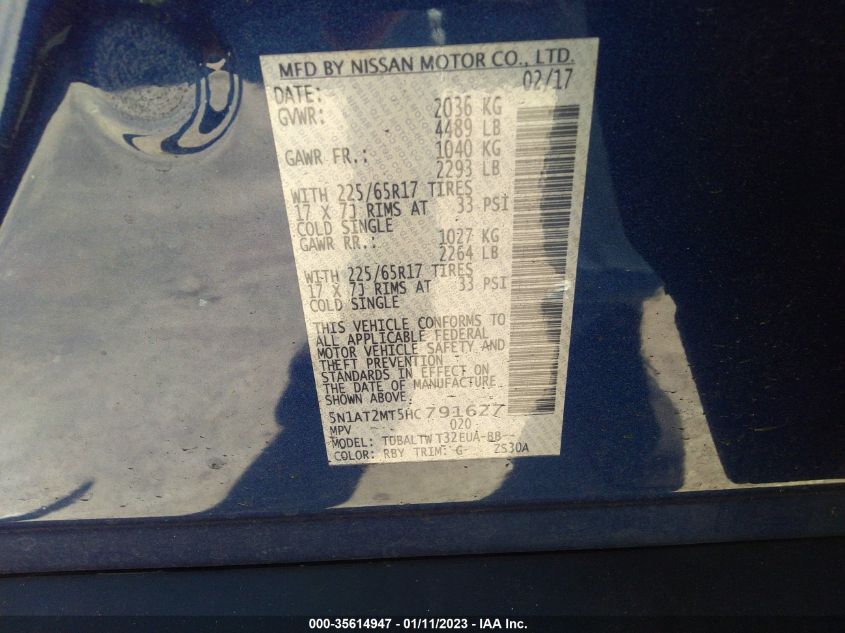 MFD BY NISSAN MOTOR CO., LTD.
DATE: 02/17
GVWR: 2036 KG
4489 LB
GAWR FR.: 1040 KG
2293 LB
WITH 225/65R17 TIRES
17 X 7J RIMS AT 33 PSI
COLD SINGLE
GAWR RR.: 1027 KG
2264 LB
WITH 225/65R17 TIRES
17 X 7J RIMS AT 33 PSI
COLD SINGLE
THIS VEHICLE CONFORMS TO
ALL APPLICABLE FEDERAL
MOTOR VEHICLE SAFETY AND
THEFT PREVENTION
STANDARDS IN EFFECT ON
THE DATE OF MANUFACTURE
SHOWN ABOVE.
5N1AT2MT5HC791627
MPV 020
MODEL: TDBALTW T32EUA-BB-
COLOR: RBY TRIM: G- ZS30A
000-35614947 - 01/11/2023 - IAA Inc.